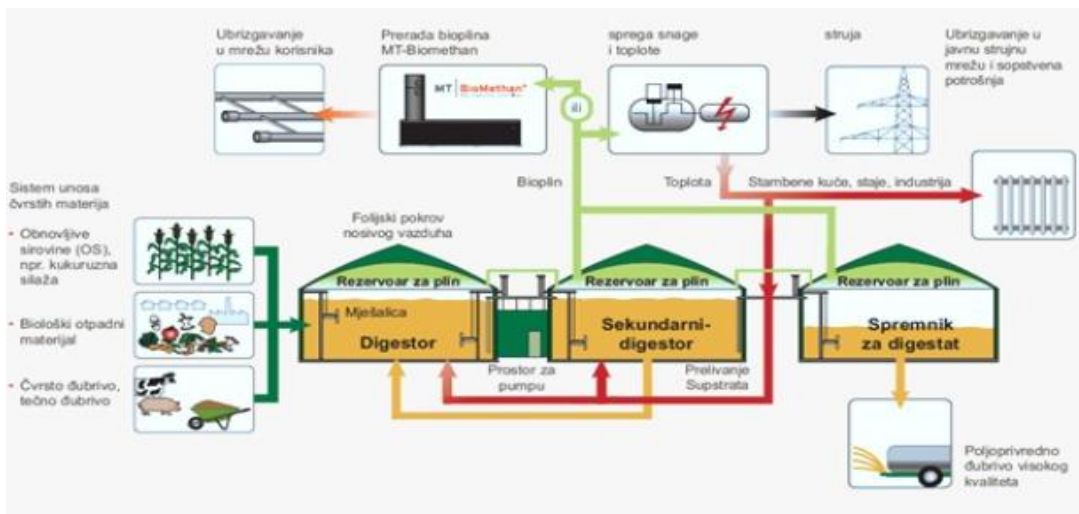 Ubrizgavanje
u mrežu korisnika
Prerada bioplina
MT-Biomethan
sprega snage
i toplote
struja
Ubrizgavanje u
javnu strujnu
mrežu i sopstvena
potrošnja
MT BioMethan
ili
Bioplin
Toplota
Stambene kuće, staje, industrija
Sistem unosa
čvrstih materija
• Obnovljive
sirovine (OS),
npr. kukuruzna
silaža
• Biološki otpadni
materijal
• Čvrsto đubrivo,
tečno đubrivo
Folijski pokrov
nosivog vazduha
Rezervoar za plin
Mješalica
Digestor
Prostor za
pumpu
Rezervoar za plin
Sekundarni-
digestor
Prelivanje
Supstrata
Rezervoar za plin
Spremnik
za digestat
Poljoprivredno
đubrivo visokog
kvaliteta